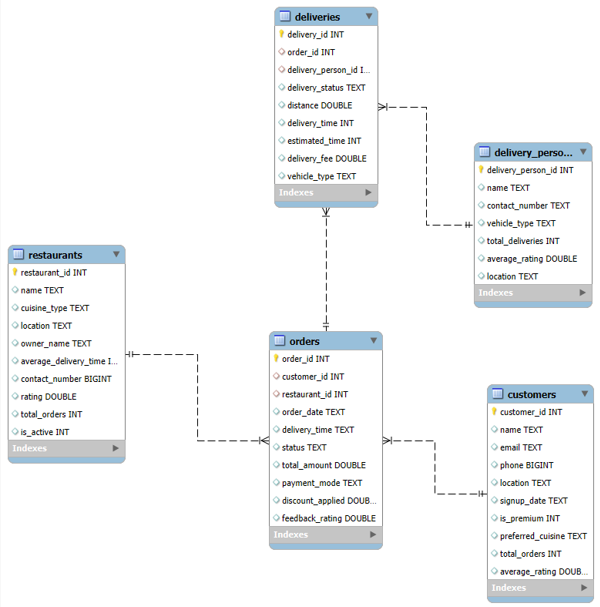 deliveries
delivery_id INT
order_id INT
delivery_person_id I...
delivery_status TEXT
distance DOUBLE
delivery_time INT
estimated_time INT
delivery_fee DOUBLE
vehicle_type TEXT
Indexes
delivery_perso...
delivery_person_id INT
name TEXT
contact_number TEXT
vehicle_type TEXT
total_deliveries INT
average_rating DOUBLE
location TEXT
Indexes
restaurants
restaurant_id INT
name TEXT
cuisine_type TEXT
location TEXT
owner_name TEXT
average_delivery_time I...
contact_number BIGINT
rating DOUBLE
total_orders INT
is_active INT
Indexes
orders
order_id INT
customer_id INT
restaurant_id INT
order_date TEXT
delivery_time TEXT
status TEXT
total_amount DOUBLE
payment_mode TEXT
discount_applied DOUB...
feedback_rating DOUBLE
Indexes
customers
customer_id INT
name TEXT
email TEXT
phone BIGINT
location TEXT
signup_date TEXT
is_premium INT
preferred_cuisine TEXT
total_orders INT
average_rating DOUB...
Indexes